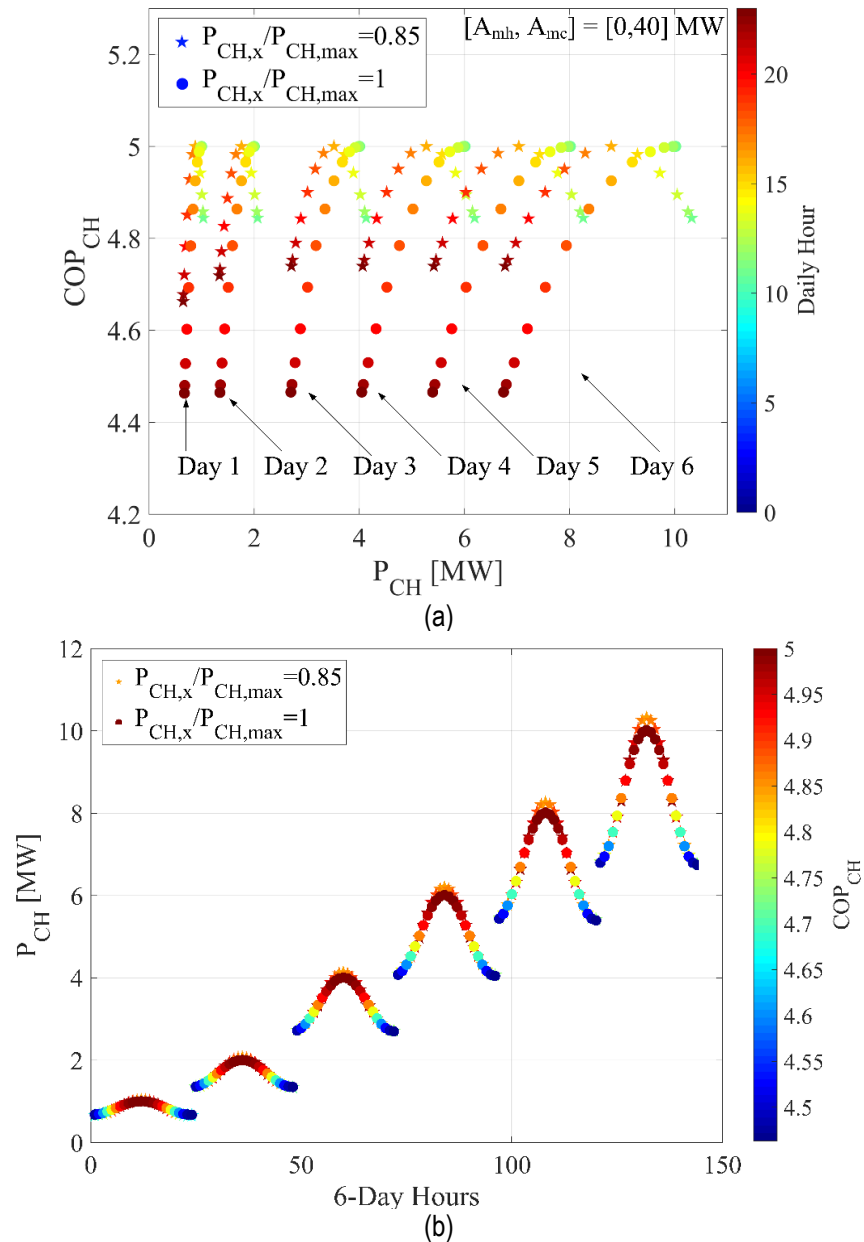 [A_mh, A_mc] = [0,40] MW
P_CH,x/P_CH,max=0.85
P_CH,x/P_CH,max=1
5.2
5
4.8
4.6
4.4
4.2
COP_CH
Day 1
Day 2
Day 3
Day 4
Day 5
Day 6
0
2
4
6
8
10
P_CH [MW]
20
15
10
5
0
Daily Hour
(a)
P_CH,x/P_CH,max=0.85
P_CH,x/P_CH,max=1
12
10
8
6
4
2
0
P_CH [MW]
0
50
100
150
6-Day Hours
5
4.95
4.9
4.85
4.8
4.75
4.7
4.65
4.6
4.55
4.5
COP_CH
(b)